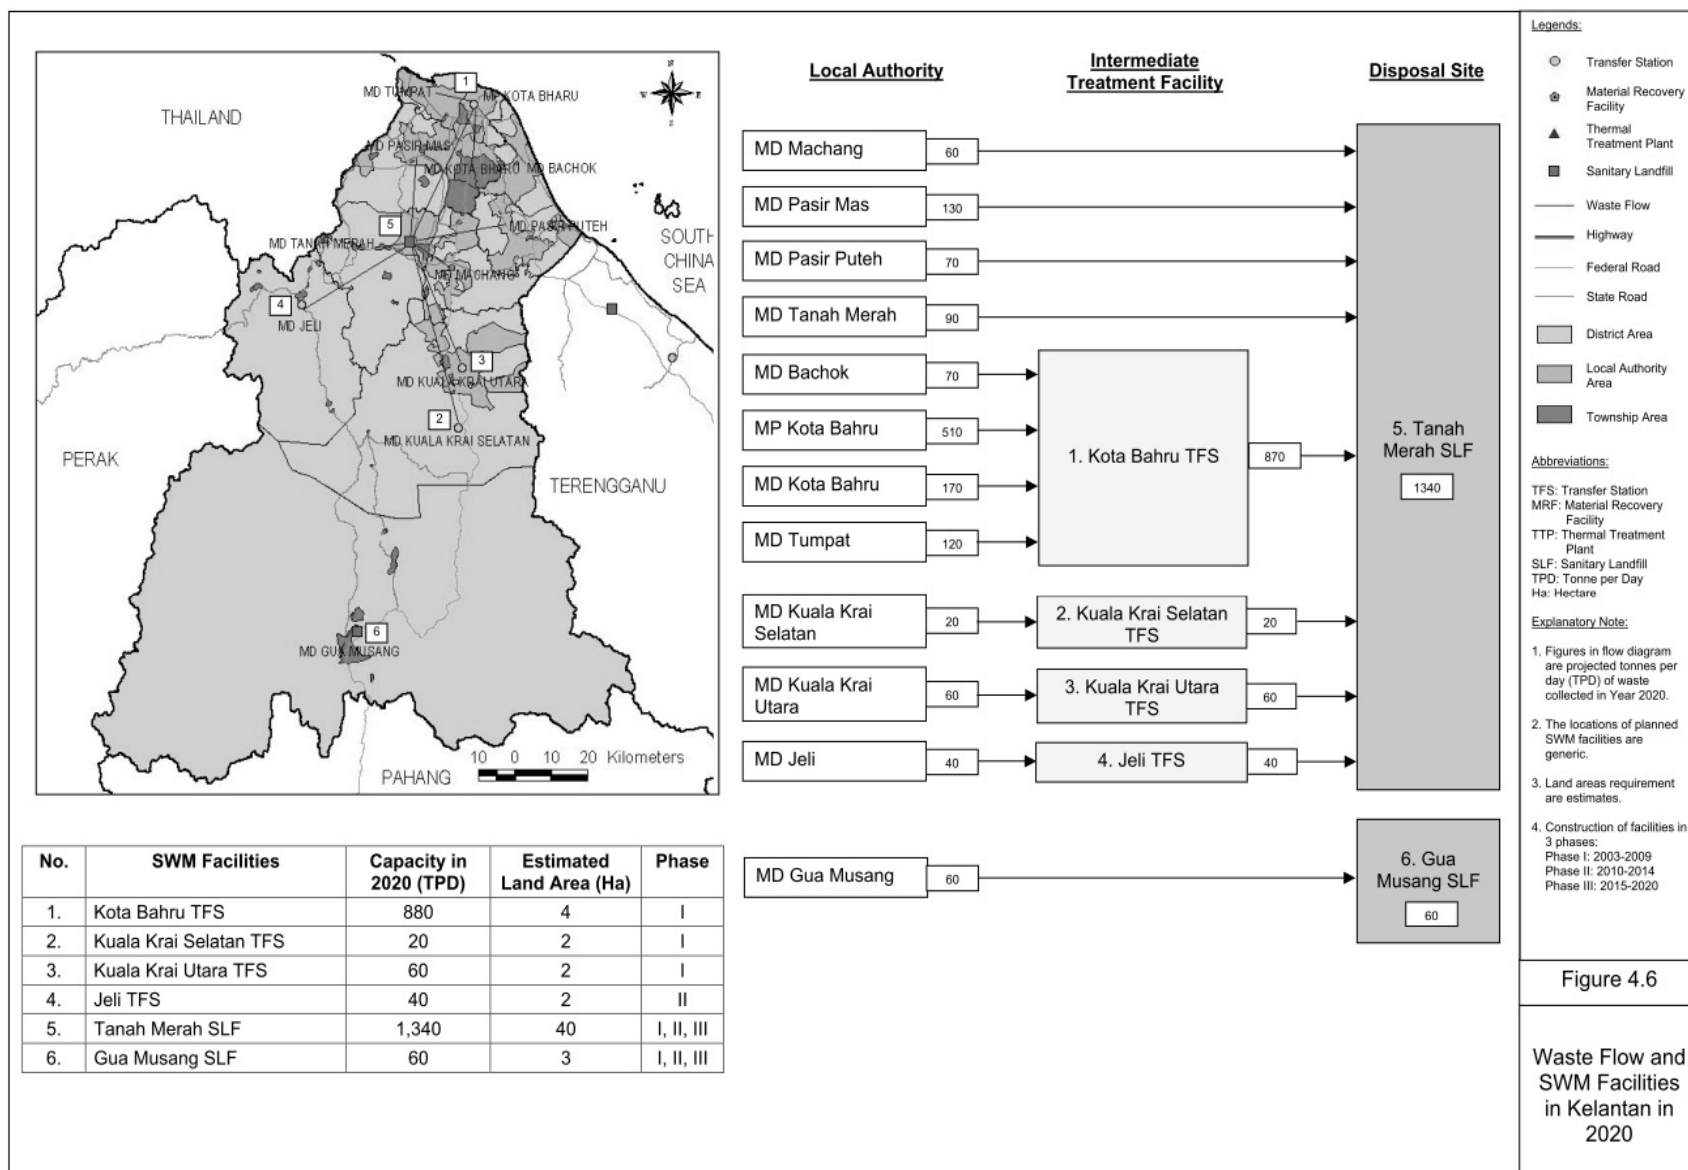 THAILAND
MD TUMPAT
1
MP KOTA BHARU
N
W
E
S
MD PASIR MAS
MD KOTA BHARU
MD BACHOK
5
MD PASIR PUTEH
SOUTH
CHINA
SEA
MD TANAH MERAH
MD MACHANG
4
MD JELI
3
MD KUALA KRAI UTARA
2
MD KUALA KRAI SELATAN
PERAK
TERENGGANU
6
MD GUA MUSANG
10 0 10 20 Kilometers
PAHANG
No. SWM Facilities Capacity in 2020 (TPD) Estimated Land Area (Ha) Phase
1. Kota Bahru TFS 880 4 I
2. Kuala Krai Selatan TFS 20 2 I
3. Kuala Krai Utara TFS 60 2 I
4. Jeli TFS 40 2 II
5. Tanah Merah SLF 1,340 40 I, II, III
6. Gua Musang SLF 60 3 I, II, III
Local Authority
Intermediate
Treatment Facility
Disposal Site
MD Machang 60
MD Pasir Mas 130
MD Pasir Puteh 70
MD Tanah Merah 90
MD Bachok 70
MP Kota Bahru 510
MD Kota Bahru 170
MD Tumpat 120
1. Kota Bahru TFS 870
MD Kuala Krai
Selatan
20
2. Kuala Krai Selatan
TFS
20
MD Kuala Krai
Utara
60
3. Kuala Krai Utara
TFS
60
MD Jeli 40
4. Jeli TFS 40
5. Tanah
Merah SLF
1340
MD Gua Musang 60
6. Gua
Musang SLF
60
Legends:
Transfer Station
Material Recovery
Facility
Thermal
Treatment Plant
Sanitary Landfill
Waste Flow
Highway
Federal Road
State Road
District Area
Local Authority
Area
Township Area
Abbreviations:
TFS: Transfer Station
MRF: Material Recovery
Facility
TTP: Thermal Treatment
Plant
SLF: Sanitary Landfill
TPD: Tonne per Day
Ha: Hectare
Explanatory Note:
1. Figures in flow diagram
are projected tonnes per
day (TPD) of waste
collected in Year 2020.
2. The locations of planned
SWM facilities are
generic.
3. Land areas requirement
are estimates.
4. Construction of facilities in
3 phases:
Phase I: 2003-2009
Phase II: 2010-2014
Phase III: 2015-2020
Figure 4.6
Waste Flow and
SWM Facilities
in Kelantan in
2020